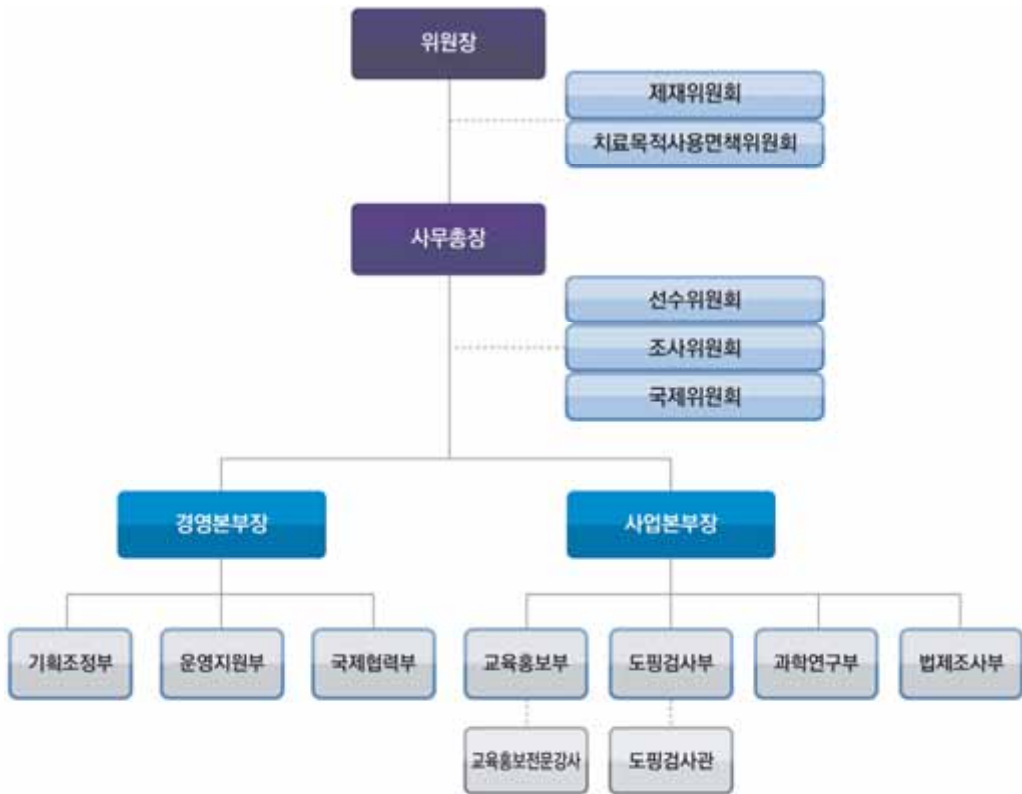 위원장
제재위원회
치료목적사용면책위원회
사무총장
선수위원회
조사위원회
국제위원회
경영본부장
사업본부장
기획조정부
운영지원부
국제협력부
교육홍보부
도핑검사부
과학연구부
법제조사부
교육홍보전문강사
도핑검사관